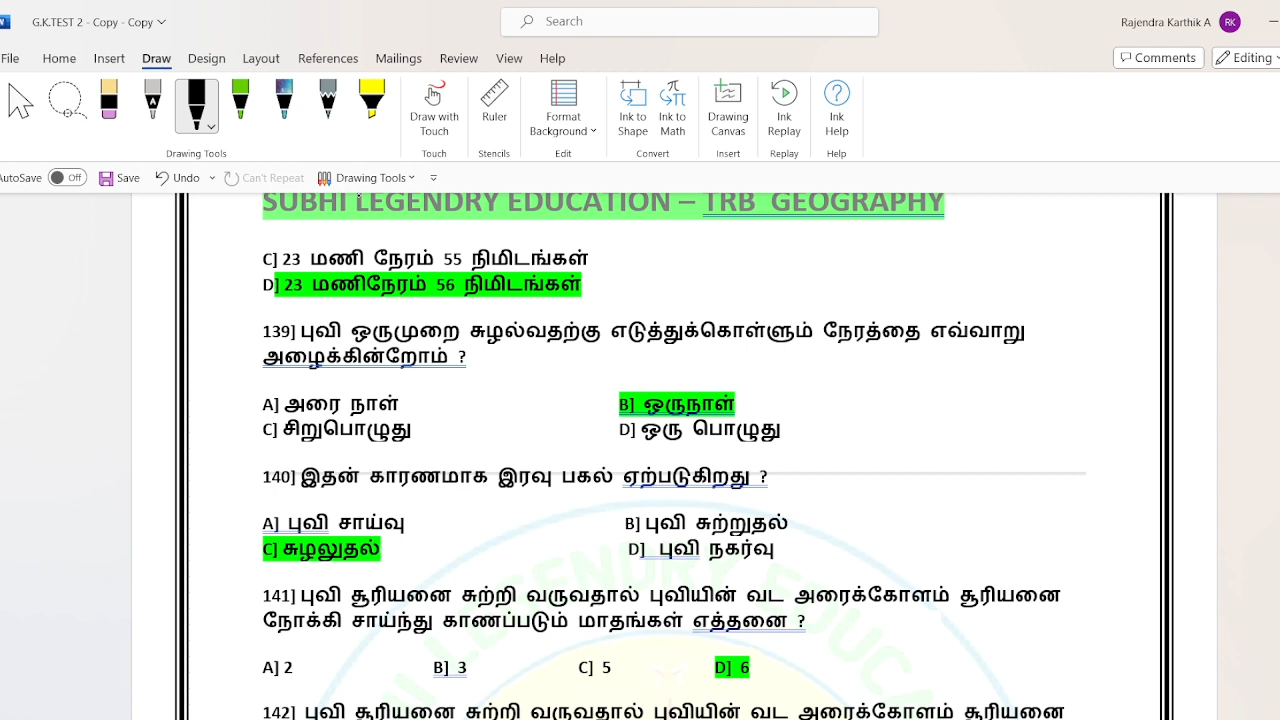 G.K.TEST 2 - Copy - Copy
Search
Rajendra Karthik A RK
File Home Insert Draw Design Layout References Mailings Review View Help
Comments Editing
Draw with Touch
Ruler
Format Background
Ink to Shape
Ink to Math
Drawing Canvas
Ink Replay
Ink Help
Drawing Tools Touch Stencils Edit Convert Insert Replay Help
AutoSave Off Save Undo Can't Repeat Drawing Tools
SUBHI LEGENDRY EDUCATION – TRB GEOGRAPHY
C] 23 மணி நேரம் 55 நிமிடங்கள்
D] 23 மணிநேரம் 56 நிமிடங்கள்
139] புவி ஒருமுறை சுழல்வதற்கு எடுத்துக்கொள்ளும் நேரத்தை எவ்வாறு
அழைக்கின்றோம் ?
A] அரை நாள் B] ஒருநாள்
C] சிறுபொழுது D] ஒரு பொழுது
140] இதன் காரணமாக இரவு பகல் ஏற்படுகிறது ?
A] புவி சாய்வு B] புவி சுற்றுதல்
C] சுழலுதல் D] புவி நகர்வு
141] புவி சூரியனை சுற்றி வருவதால் புவியின் வட அரைக்கோளம் சூரியனை
நோக்கி சாய்ந்து காணப்படும் மாதங்கள் எத்தனை ?
A] 2 B] 3 C] 5 D] 6
142] புவி சூரியனை சுற்றி வருவதால் புவியின் வட அரைக்கோளம் சூரியனை